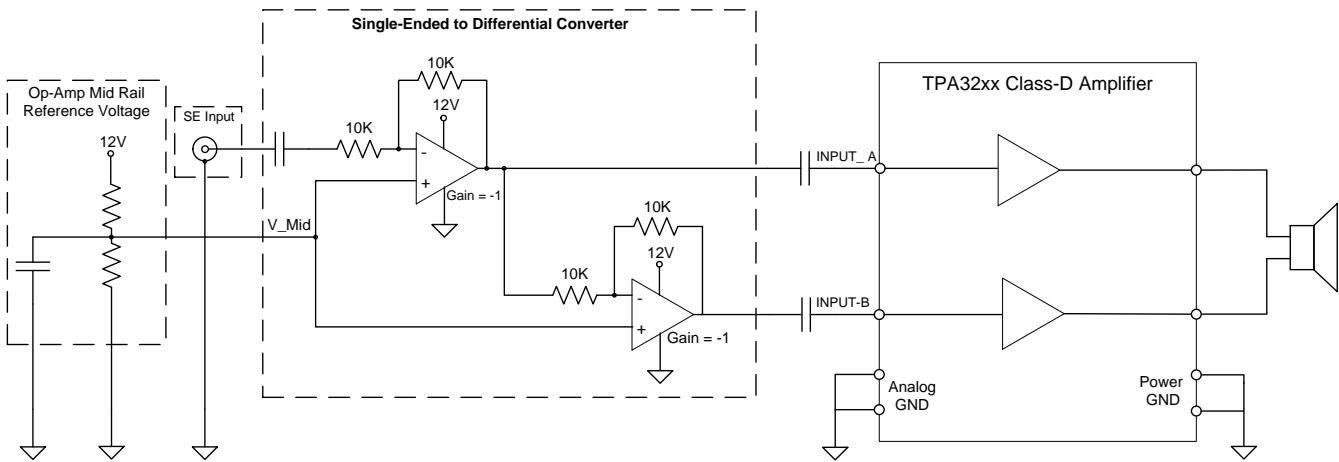 Single-Ended to Differential Converter
Op-Amp Mid Rail
Reference Voltage
12V
SE Input
10K
10K
12V
-
+
Gain = -1
V_Mid
10K
10K
12V
-
+
Gain = -1
INPUT_ A
INPUT-B
TPA32xx Class-D Amplifier
Analog
GND
Power
GND